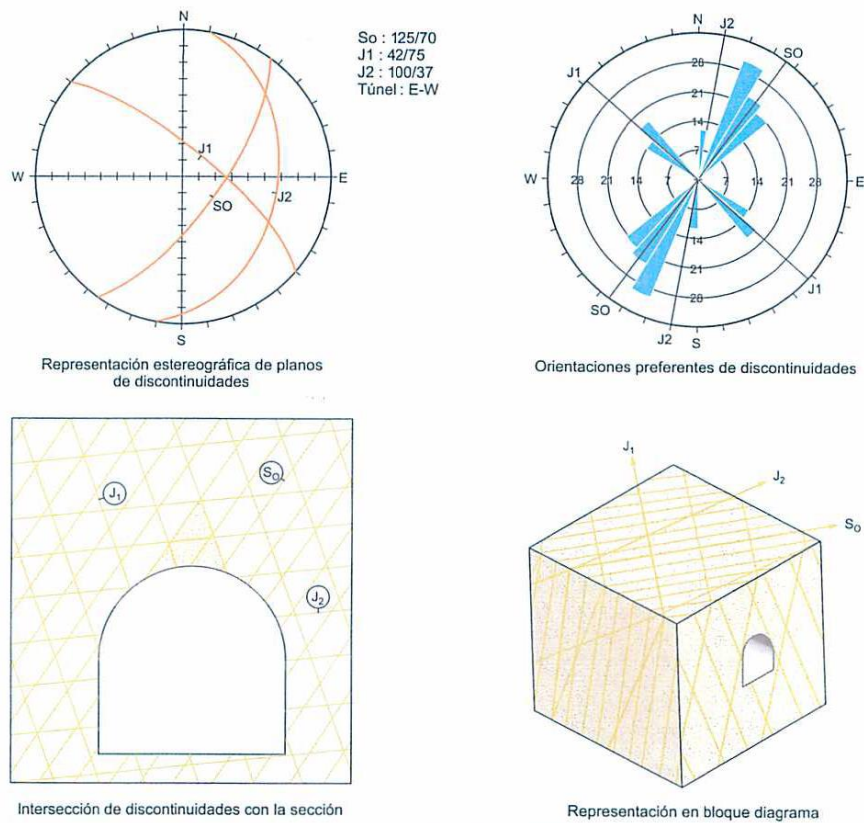 N
W
E
S
J1
SO
J2
So : 125/70
J1 : 42/75
J2 : 100/37
Túnel : E-W
Representación estereográfica de planos
de discontinuidades
N
J2
SO
J1
28
21
14
7
W
28 21 14 7 7 14 21 28
E
7
14
21
28
J1
SO
J2
S
Orientaciones preferentes de discontinuidades
J1
SO
J2
Intersección de discontinuidades con la sección
J1
J2
SO
Representación en bloque diagrama